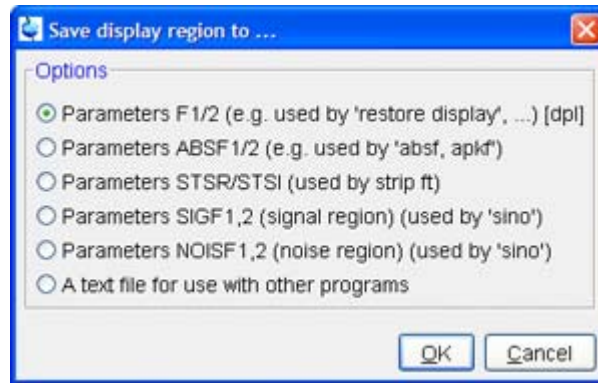 Save display region to ...
Options
Parameters F1/2 (e.g. used by 'restore display', ...) [dpl]
Parameters ABSF1/2 (e.g. used by 'absf, apkf')
Parameters STSR/STSI (used by strip ft)
Parameters SIGF1,2 (signal region) (used by 'sino')
Parameters NOISF1,2 (noise region) (used by 'sino')
A text file for use with other programs
OK Cancel